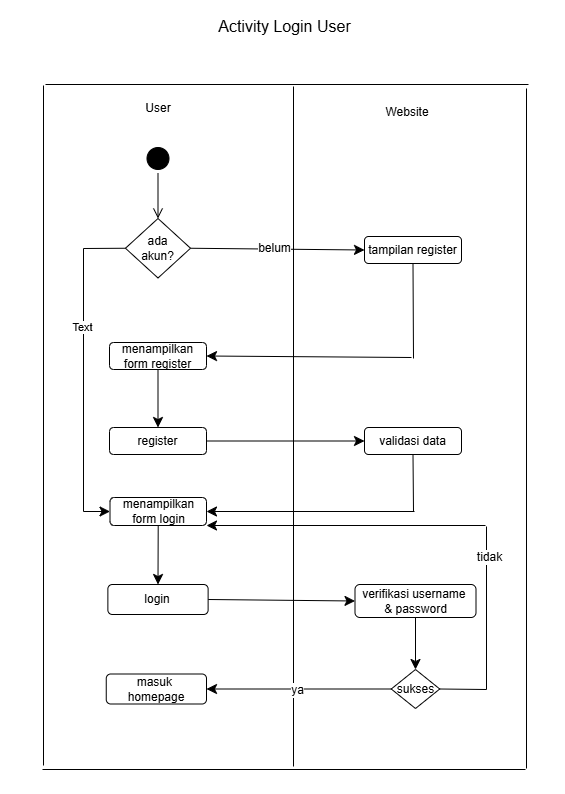 Activity Login User
User
Website
ada
akun?
belum
tampilan register
Text
menampilkan
form register
register
validasi data
menampilkan
form login
tidak
login
verifikasi username
& password
masuk
homepage
ya
sukses